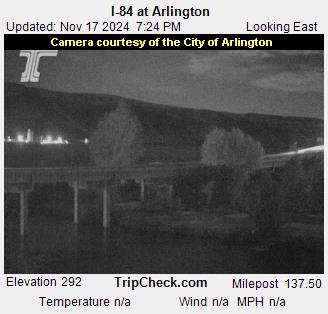 I-84 at Arlington
Updated: Nov 17 2024 7:24 PM Looking East
Camera courtesy of the City of Arlington
Elevation 292 TripCheck.com Milepost 137.50
Temperature n/a Wind n/a MPH n/a